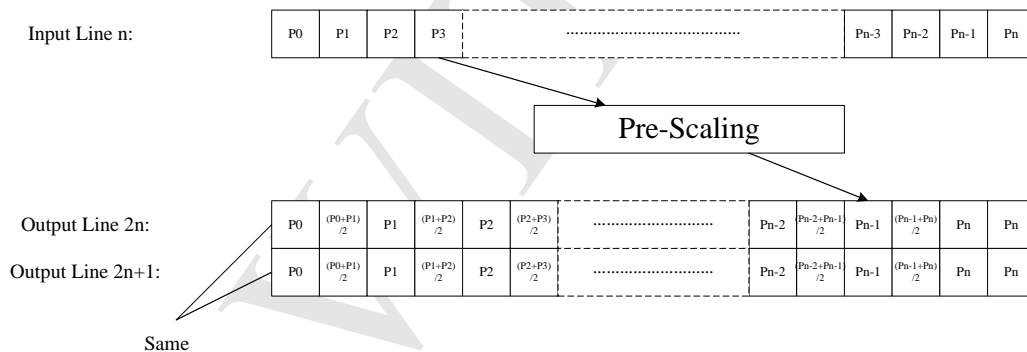 Input Line n:
P0 P1 P2 P3 ........................................ Pn-3 Pn-2 Pn-1 Pn
Pre-Scaling
Output Line 2n:
P0 (P0+P1)/2 P1 (P1+P2)/2 P2 (P2+P3)/2 ............................ Pn-2 (Pn-2+Pn-1)/2 Pn-1 (Pn-1+Pn)/2 Pn Pn
Output Line 2n+1:
P0 (P0+P1)/2 P1 (P1+P2)/2 P2 (P2+P3)/2 ............................ Pn-2 (Pn-2+Pn-1)/2 Pn-1 (Pn-1+Pn)/2 Pn Pn
Same